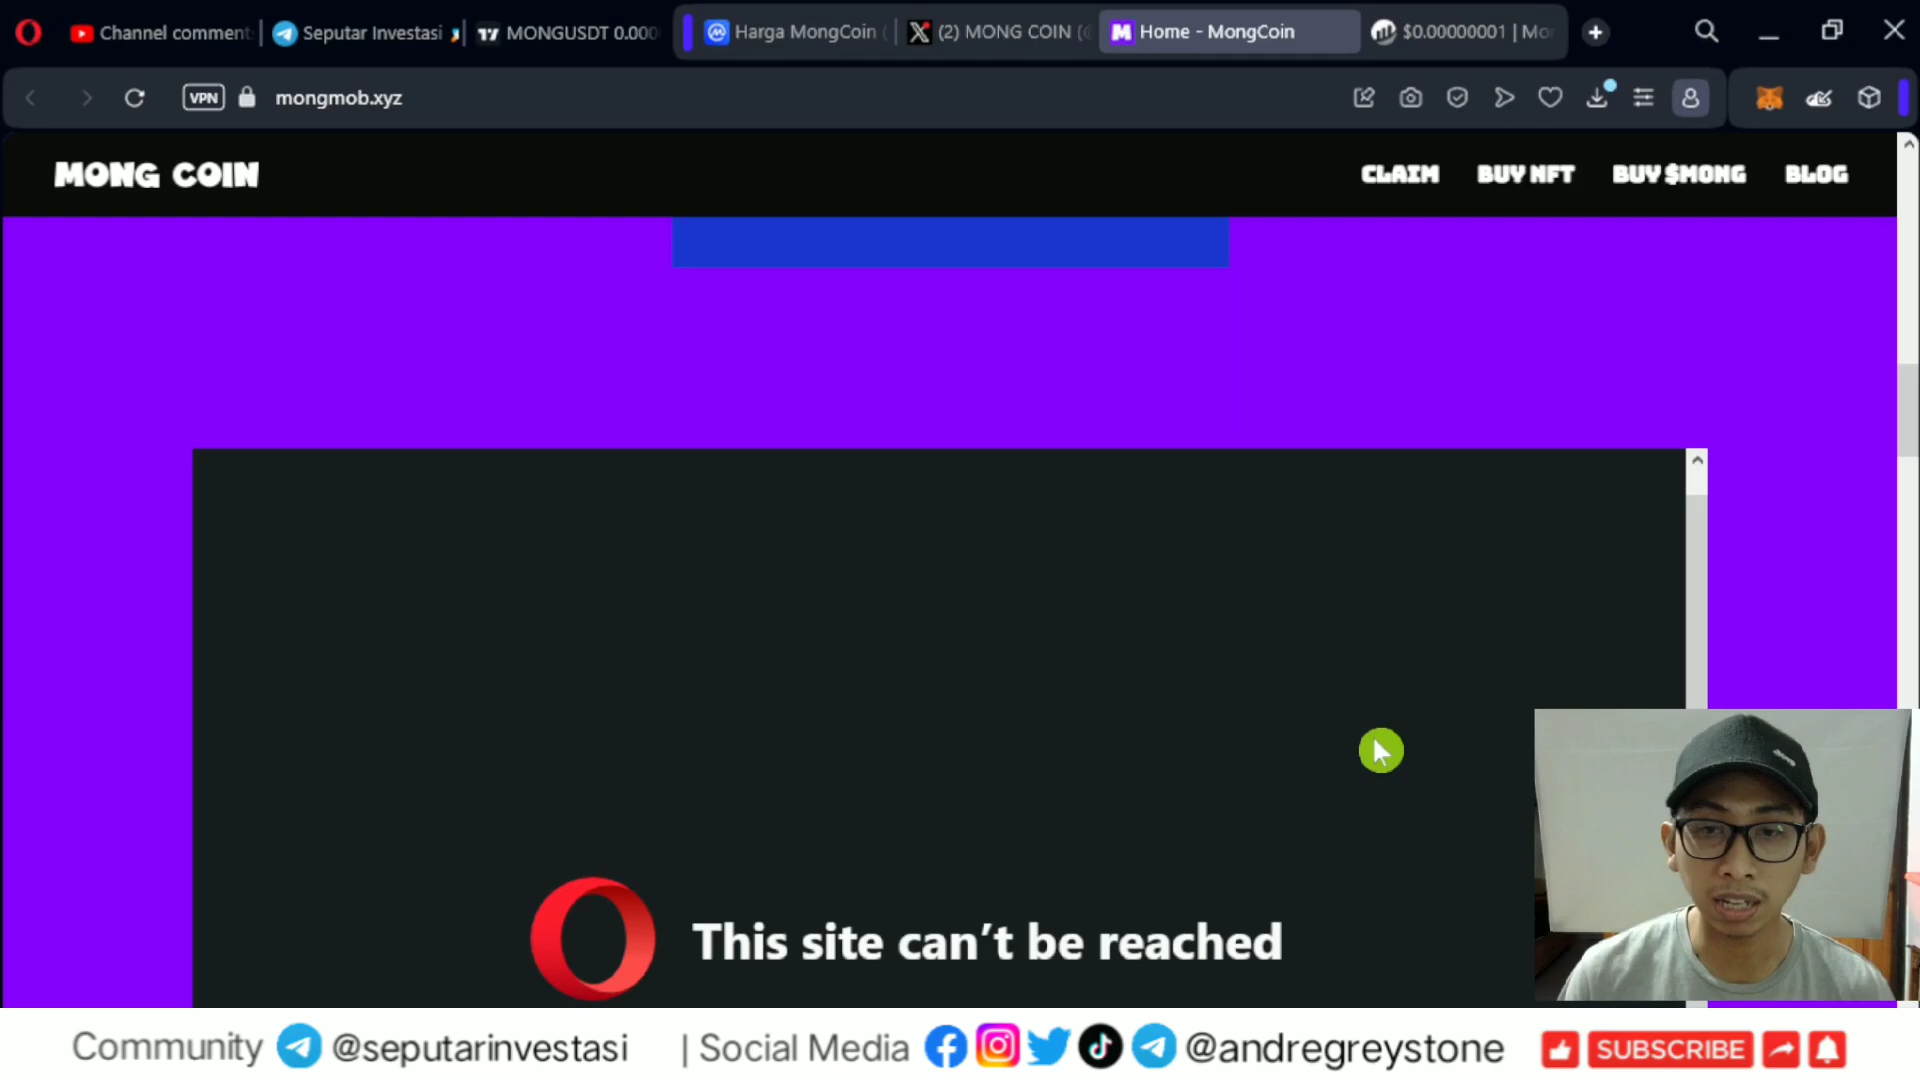 Channel comment
Seputar Investasi
MONGUSDT 0.000
Harga MongCoin (
(2) MONG COIN (@
Home - MongCoin
$0.00000001 | Mo
VPN
mongmob.xyz
MONG COIN
CLAIM
BUY NFT
BUY $MONG
BLOG
This site can't be reached
Community @seputarinvestasi | Social Media @andregreystone SUBSCRIBE